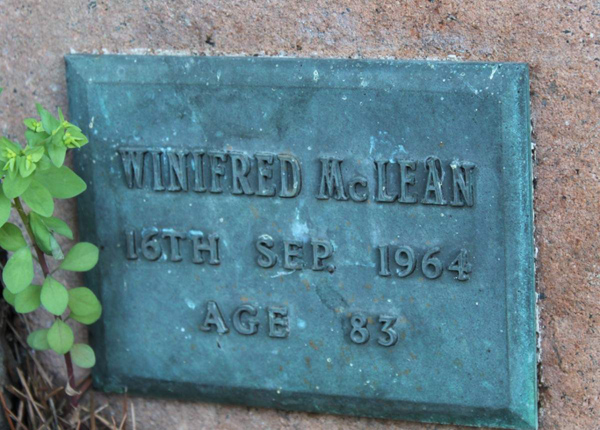 WINIFRED McLEAN
16TH SEP. 1964
AGE 83